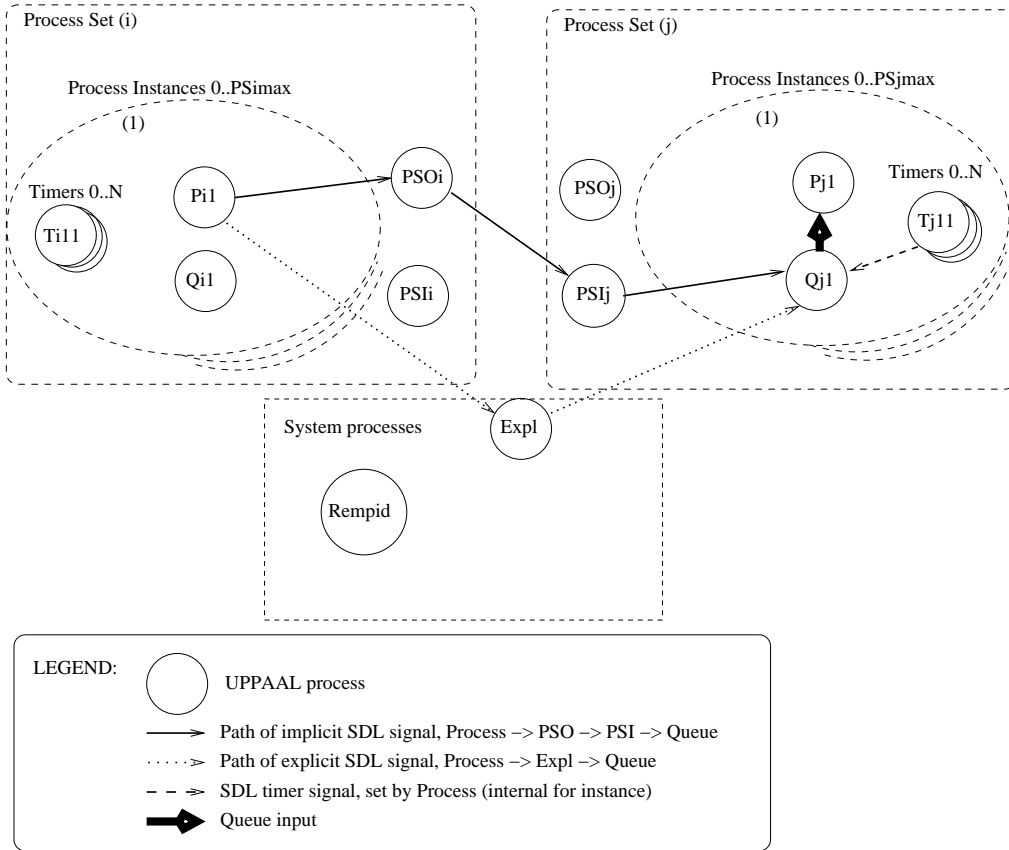 Process Set (i)
Process Set (j)
Process Instances 0..PSimax
Process Instances 0..PSjmax
(1)
(1)
Timers 0..N
Pi1
PSOi
PSOj
Pj1
Timers 0..N
Ti11
Tj11
Qi1
PSIi
PSIj
Qj1
System processes
Expl
Rempid
LEGEND:
UPPAAL process
Path of implicit SDL signal, Process −> PSO −> PSI −> Queue
Path of explicit SDL signal, Process −> Expl −> Queue
SDL timer signal, set by Process (internal for instance)
Queue input